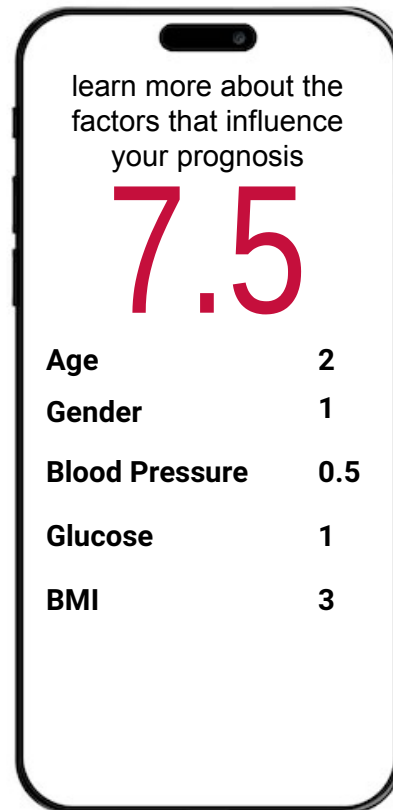 learn more about the
factors that influence
your prognosis
7.5
Age 2
Gender 1
Blood Pressure 0.5
Glucose 1
BMI 3